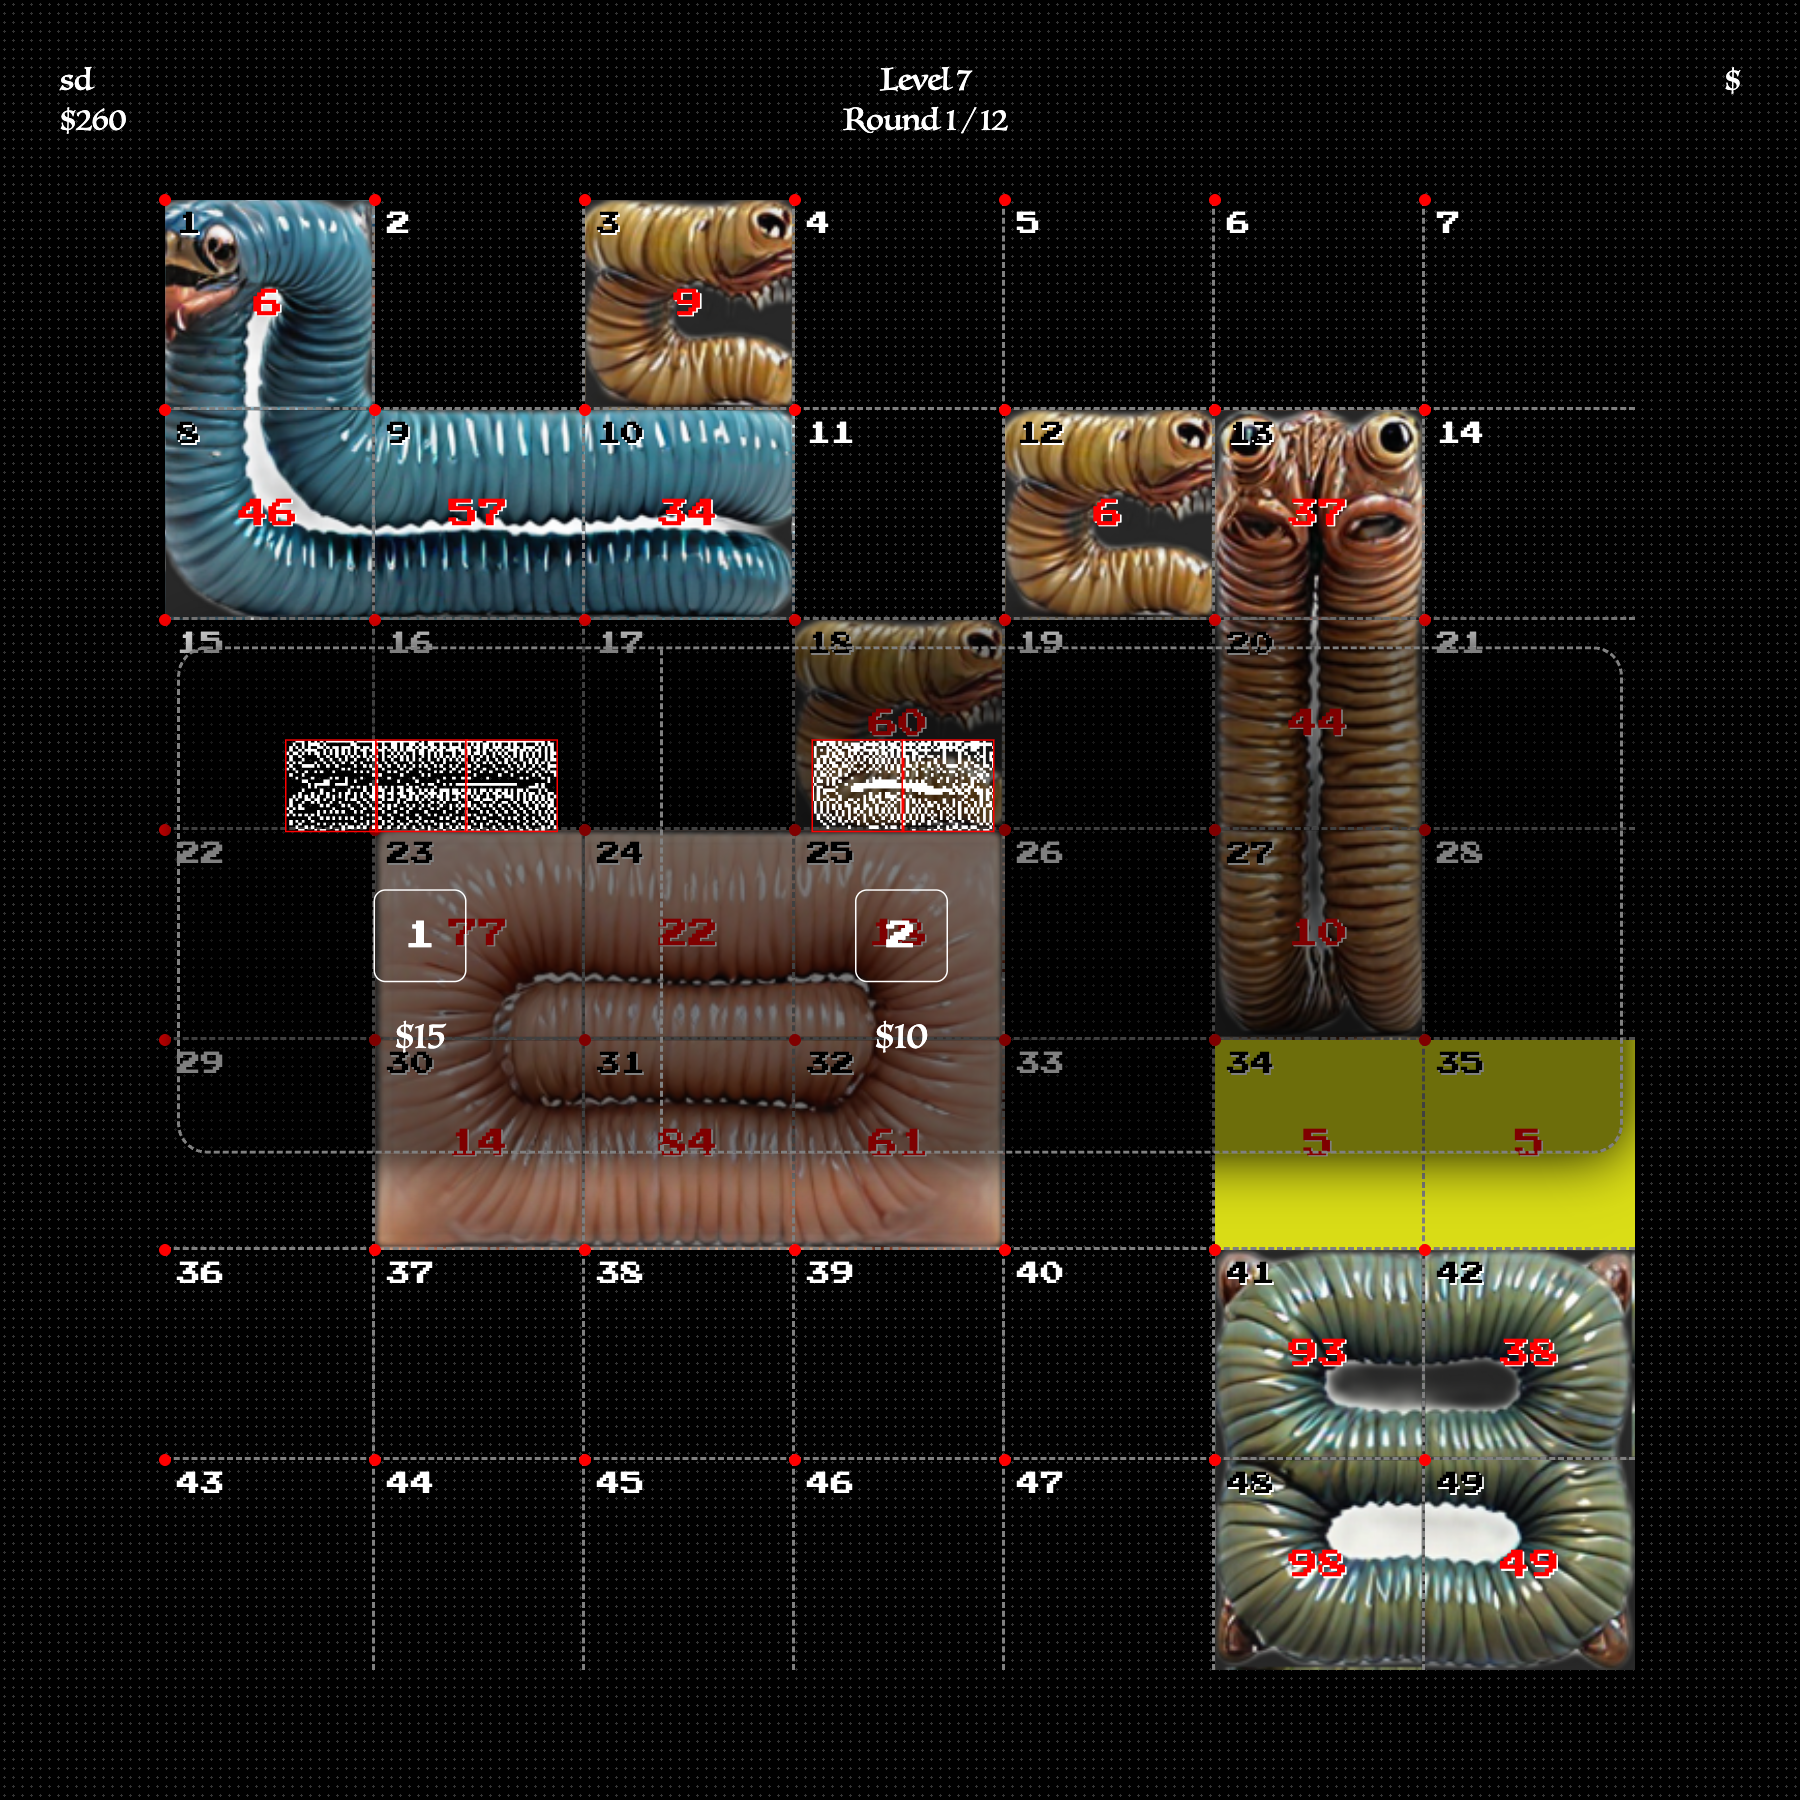 sd
Level 7
$
$260
Round 1 / 12
1 2 3 4 5 6 7
6 9
8 9 10 11 12 13 14
46 57 34 6 37
15 16 17 18 19 20 21
60 44
22 23 24 25 26 27 28
1 77 22 2 10
$15 $10
29 30 31 32 33 34 35
14 84 61 5 5
36 37 38 39 40 41 42
93 38
43 44 45 46 47 48 49
98 49